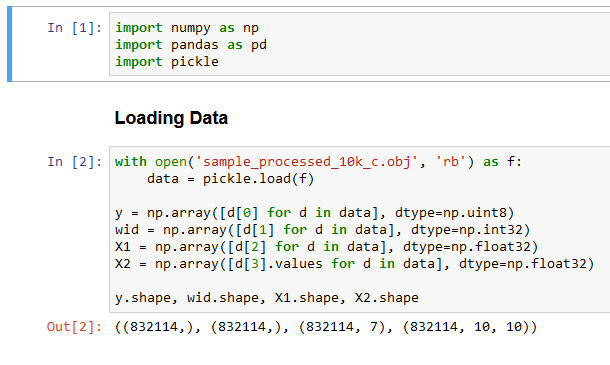 In [1]: import numpy as np
import pandas as pd
import pickle
Loading Data
In [2]: with open('sample_processed_10k_c.obj', 'rb') as f:
    data = pickle.load(f)
y = np.array([d[0] for d in data], dtype=np.uint8)
wid = np.array([d[1] for d in data], dtype=np.int32)
X1 = np.array([d[2] for d in data], dtype=np.float32)
X2 = np.array([d[3].values for d in data], dtype=np.float32)
y.shape, wid.shape, X1.shape, X2.shape
Out[2]: ((832114,), (832114,), (832114, 7), (832114, 10, 10))